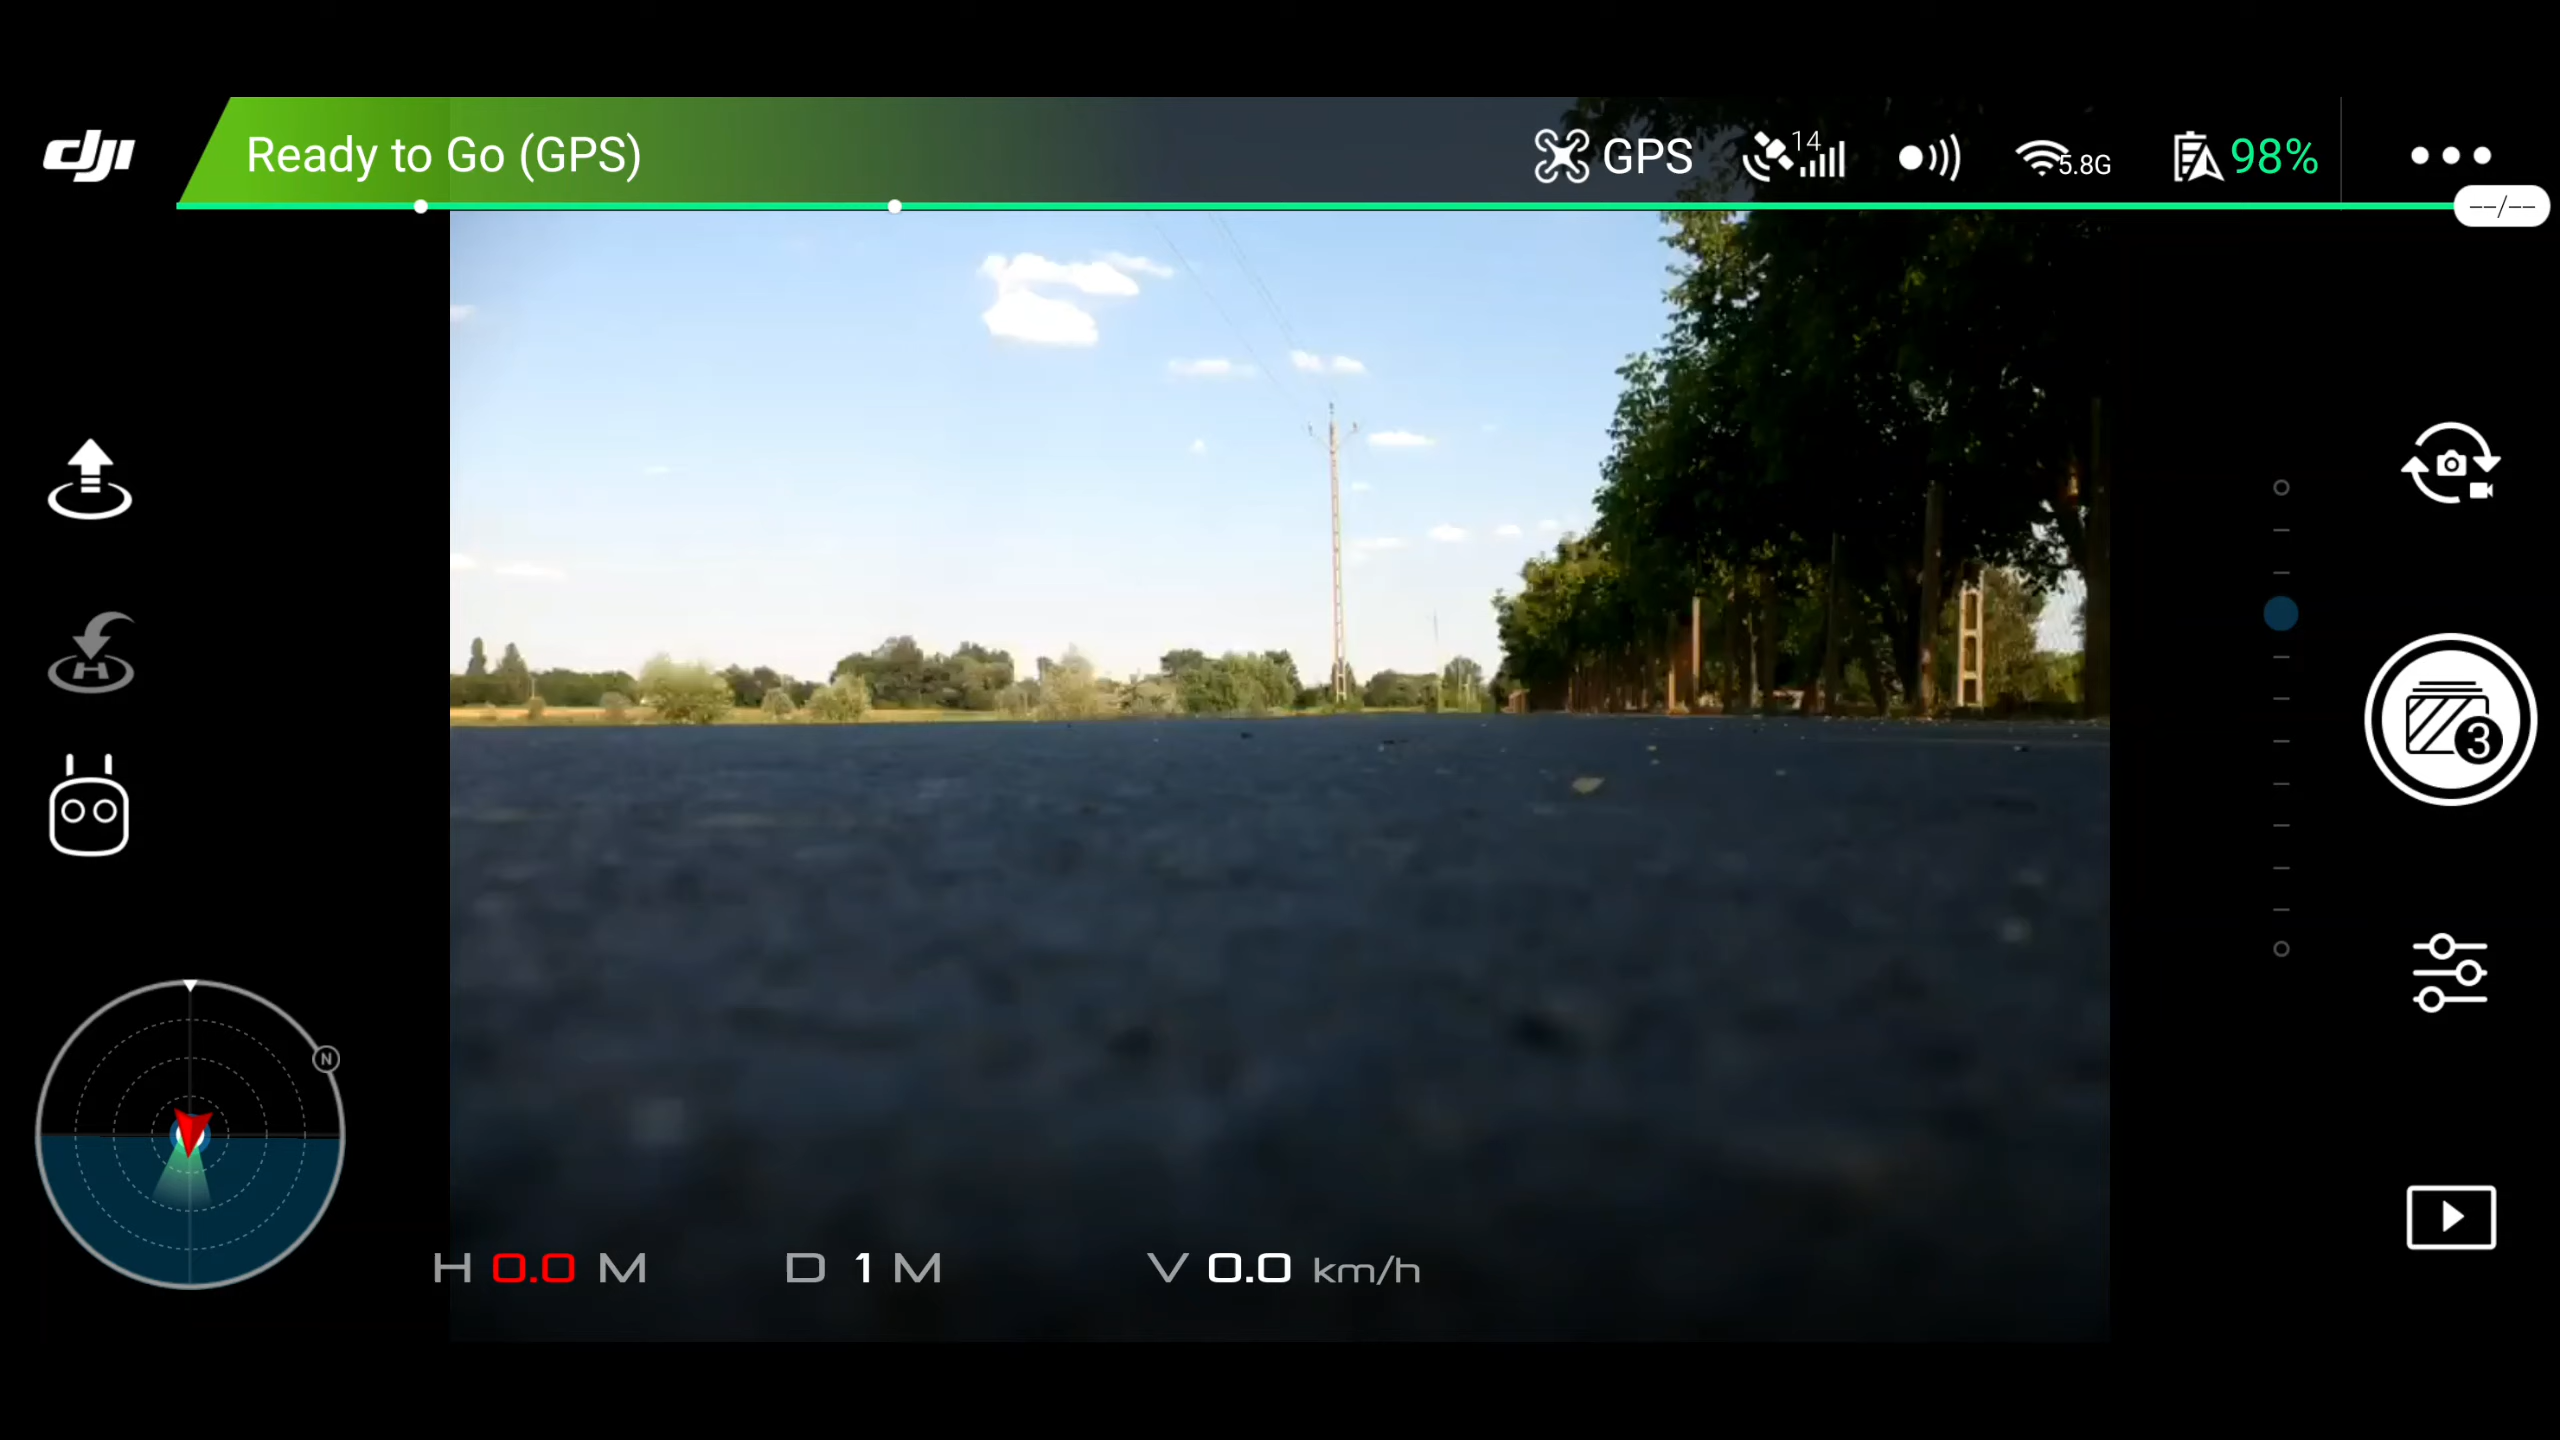 dji
Ready to Go (GPS)
GPS
14
5.8G
98%
--/--
H
3
N
H 0.0 M
D 1 M
V 0.0 km/h